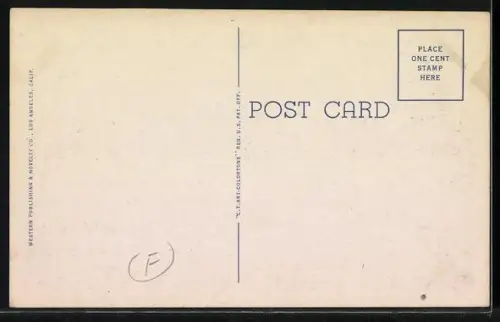 WESTERN PUBLISHING & NOVELTY CO., LOS ANGELES, CALIF.
"C.T. ART-COLORTONE" REG. U.S. PAT. OFF.
POST CARD
PLACE
ONE CENT
STAMP
HERE
F